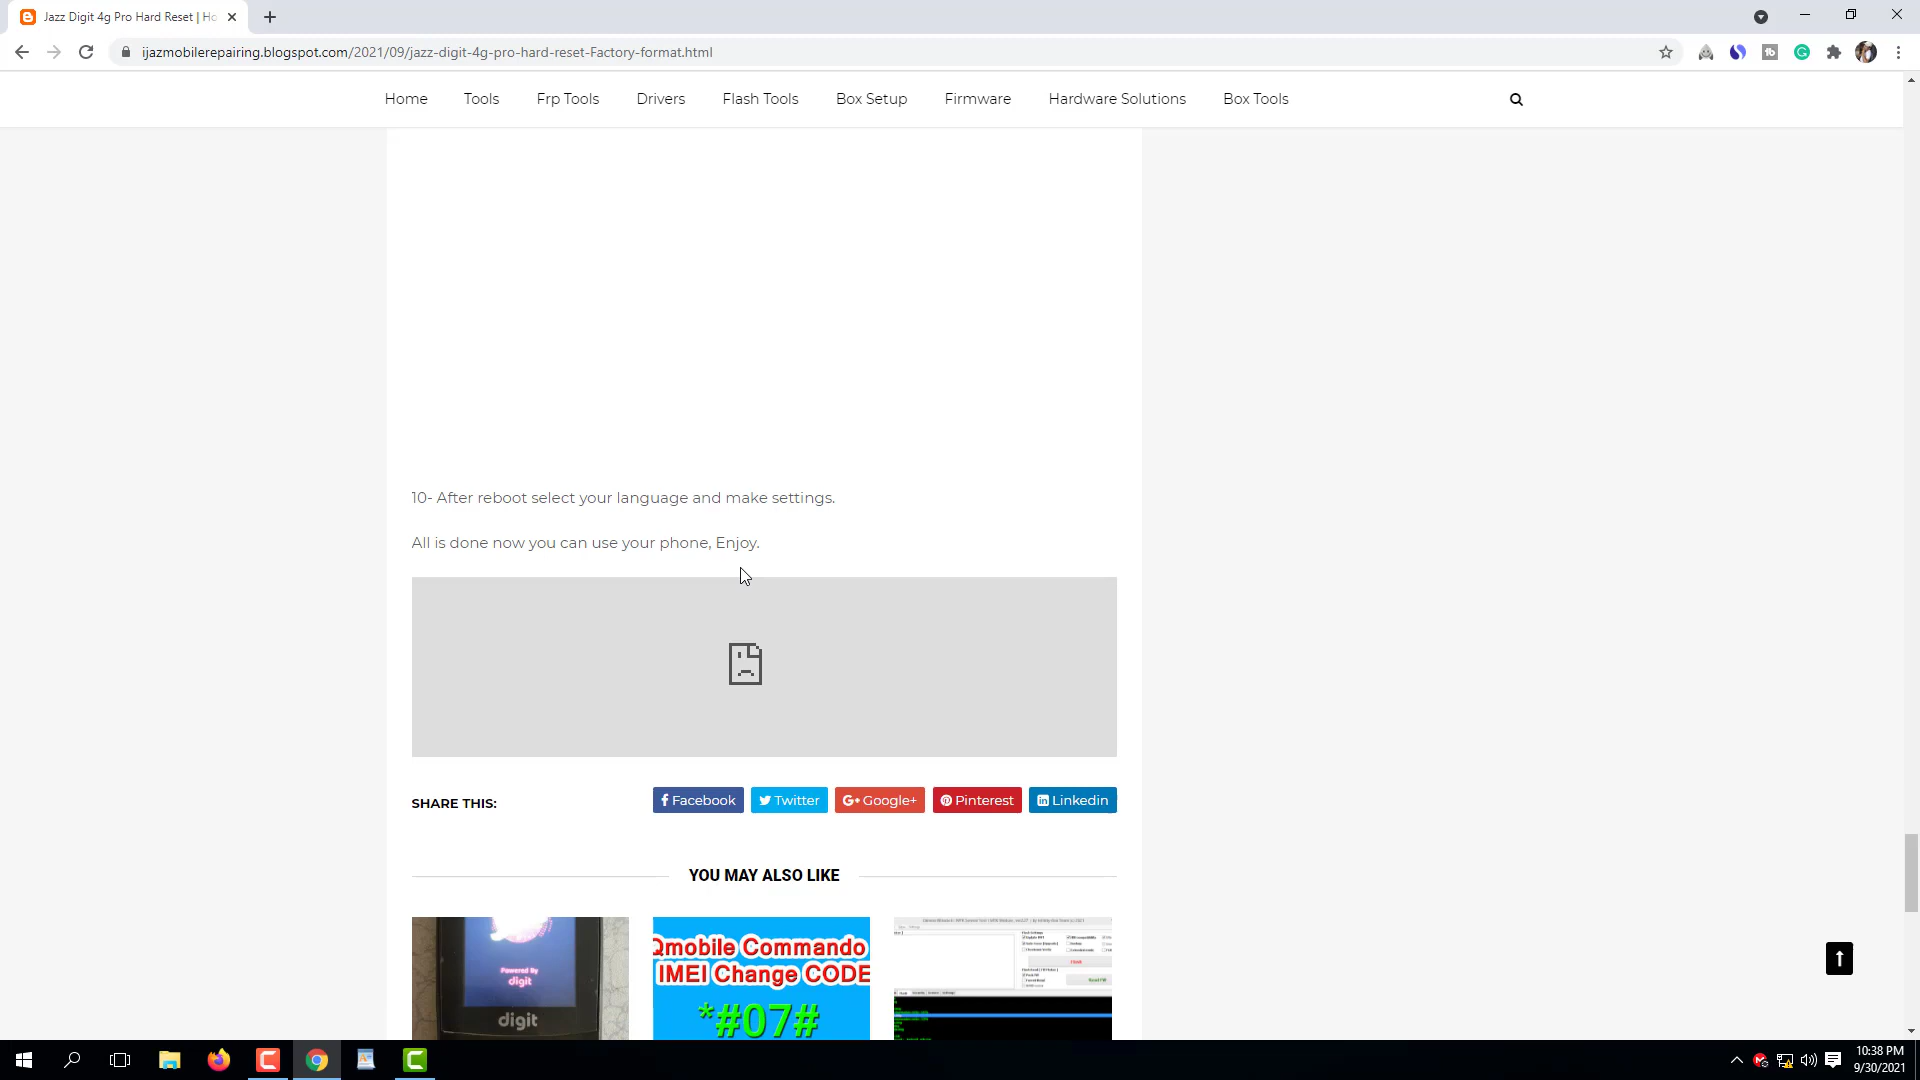 Jazz Digit 4g Pro Hard Reset | Ho
ijazmobilerepairing.blogspot.com/2021/09/jazz-digit-4g-pro-hard-reset-Factory-format.html
Home Tools Frp Tools Drivers Flash Tools Box Setup Firmware Hardware Solutions Box Tools
10- After reboot select your language and make settings.
All is done now you can use your phone, Enjoy.
SHARE THIS:
Facebook Twitter Google+ Pinterest Linkedin
YOU MAY ALSO LIKE
Powered By
digit
digit
Qmobile Commando
IMEI Change CODE
*#07#
10:38 PM
9/30/2021